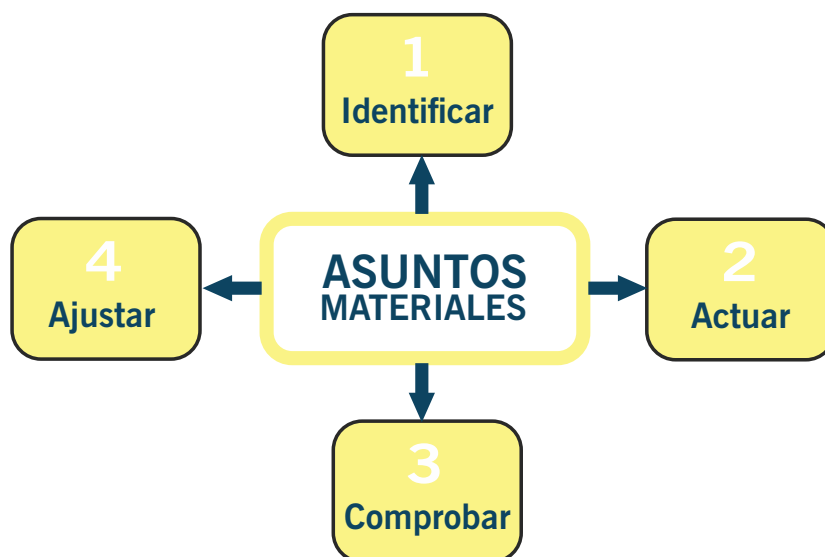 1
Identificar
4
Ajustar
ASUNTOS
MATERIALES
2
Actuar
3
Comprobar